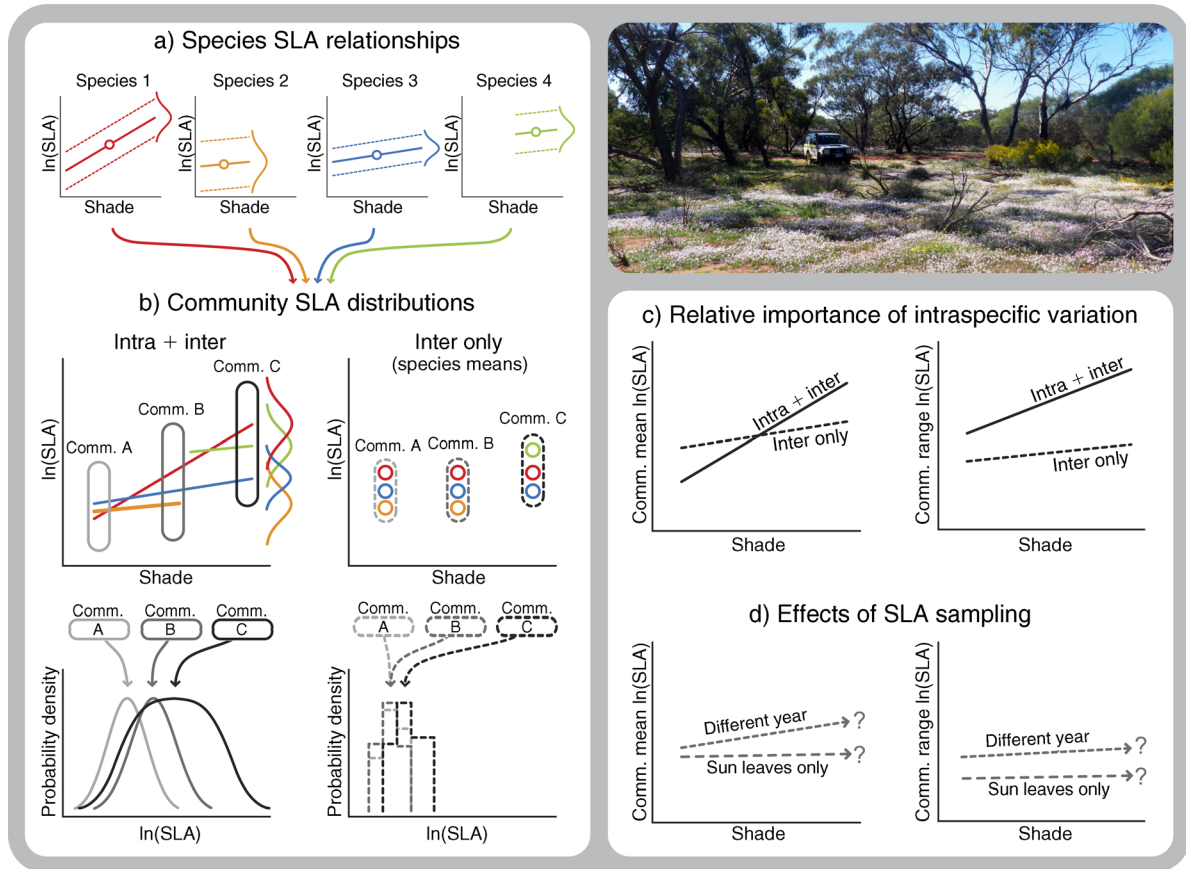 a) Species SLA relationships
Species 1
Species 2
Species 3
Species 4
ln(SLA)
ln(SLA)
ln(SLA)
ln(SLA)
Shade
Shade
Shade
Shade
b) Community SLA distributions
Intra + inter
Inter only
(species means)
Comm. C
Comm. B
Comm. A
ln(SLA)
Shade
Comm. C
Comm. A
Comm. B
ln(SLA)
Shade
Comm.
A
Comm.
B
Comm.
C
Probability density
ln(SLA)
Comm.
A
Comm.
B
Comm.
C
Probability density
ln(SLA)
c) Relative importance of intraspecific variation
Comm. mean ln(SLA)
Intra + inter
Inter only
Shade
Comm. range ln(SLA)
Intra + inter
Inter only
Shade
d) Effects of SLA sampling
Comm. mean ln(SLA)
Different year
?
Sun leaves only
?
Shade
Comm. range ln(SLA)
Different year
?
Sun leaves only
?
Shade